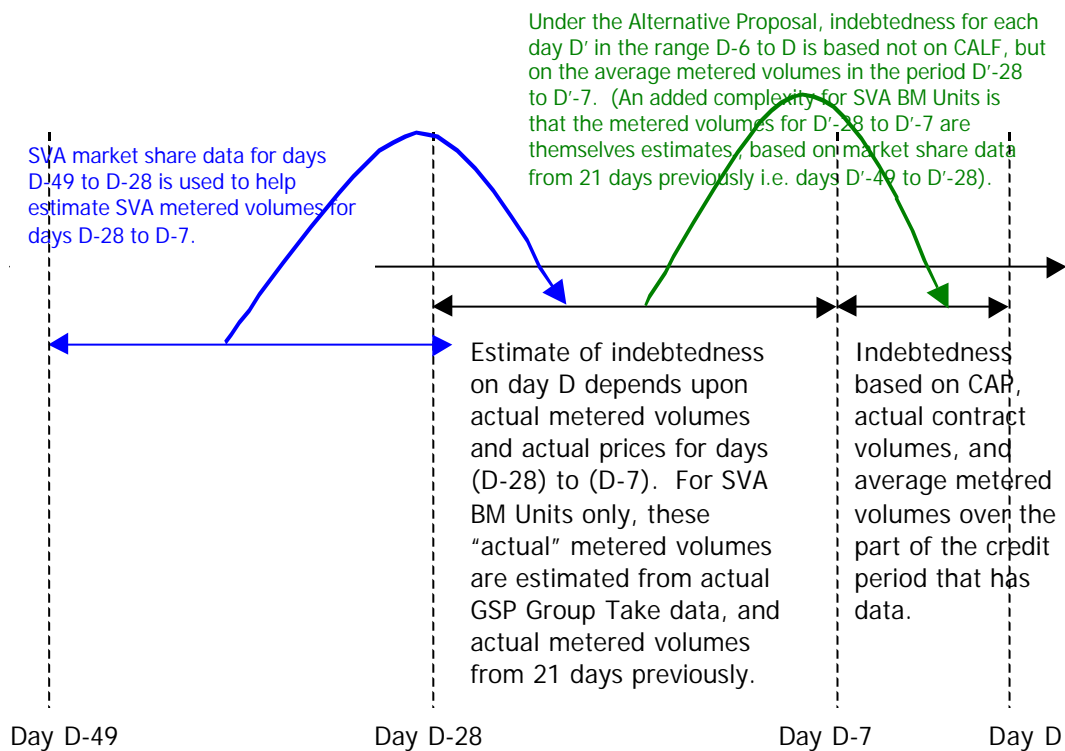 Under the Alternative Proposal, indebtedness for each
day D' in the range D-6 to D is based not on CALF, but
on the average metered volumes in the period D'-28
to D'-7.  (An added complexity for SVA BM Units is
that the metered volumes for D'-28 to D'-7 are
themselves estimates, based on market share data
from 21 days previously i.e. days D'-49 to D'-28).
SVA market share data for days
D-49 to D-28 is used to help
estimate SVA metered volumes for
days D-28 to D-7.
Estimate of indebtedness
on day D depends upon
actual metered volumes
and actual prices for days
(D-28) to (D-7).  For SVA
BM Units only, these
“actual” metered volumes
are estimated from actual
GSP Group Take data, and
actual metered volumes
from 21 days previously.
Indebtedness
based on CAP,
actual contract
volumes, and
average metered
volumes over the
part of the credit
period that has
data.
Day D-49
Day D-28
Day D-7
Day D